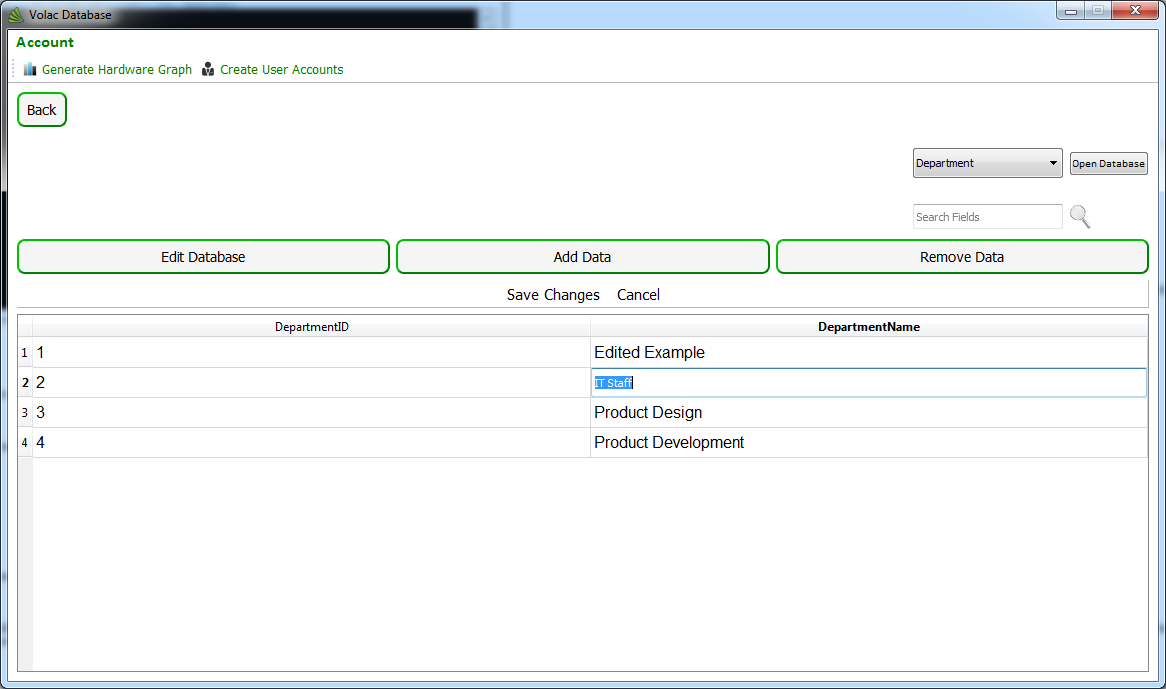 Volac Database
Account
Generate Hardware Graph Create User Accounts
Back
Department Open Database
Search Fields
Edit Database Add Data Remove Data
Save Changes Cancel
DepartmentID DepartmentName
1 1 Edited Example
2 2 IT Staff
3 3 Product Design
4 4 Product Development